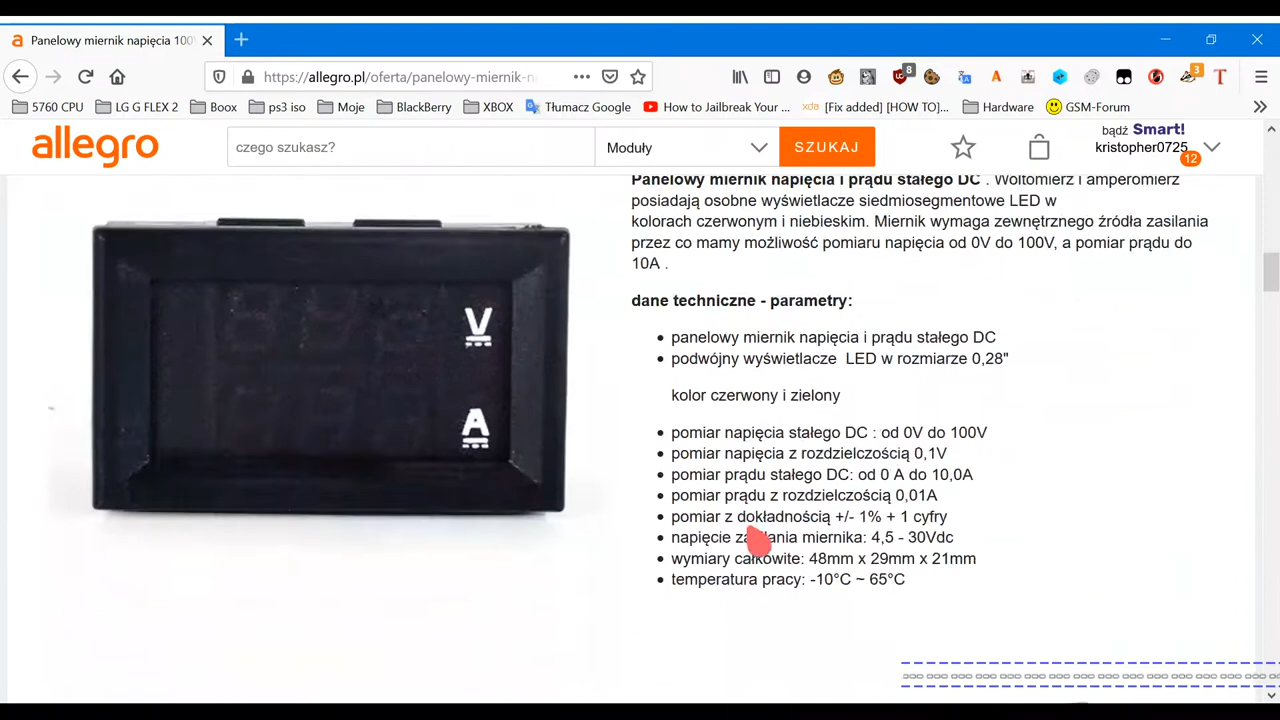 Panelowy miernik napięcia 100V
https://allegro.pl/oferta/panelowy-miernik-n
8
3
5760 CPU
LG G FLEX 2
Boox
ps3 iso
Moje
BlackBerry
XBOX
Tłumacz Google
How to Jailbreak Your ...
xda [Fix added] [HOW TO]...
Hardware
GSM-Forum
allegro
czego szukasz?
Moduły
SZUKAJ
bądź Smart!
kristopher0725
12
Panelowy miernik napięcia i prądu stałego DC . Woltomierz i amperomierz
posiadają osobne wyświetlacze siedmiosegmentowe LED w
kolorach czerwonym i niebieskim. Miernik wymaga zewnętrznego źródła zasilania
przez co mamy możliwość pomiaru napięcia od 0V do 100V, a pomiar prądu do
10A .
dane techniczne - parametry:
panelowy miernik napięcia i prądu stałego DC
podwójny wyświetlacze LED w rozmiarze 0,28"
kolor czerwony i zielony
pomiar napięcia stałego DC : od 0V do 100V
pomiar napięcia z rozdzielczością 0,1V
pomiar prądu stałego DC: od 0 A do 10,0A
pomiar prądu z rozdzielczością 0,01A
pomiar z dokładnością +/- 1% + 1 cyfry
napięcie zasilania miernika: 4,5 - 30Vdc
wymiary całkowite: 48mm x 29mm x 21mm
temperatura pracy: -10°C ~ 65°C
V
A